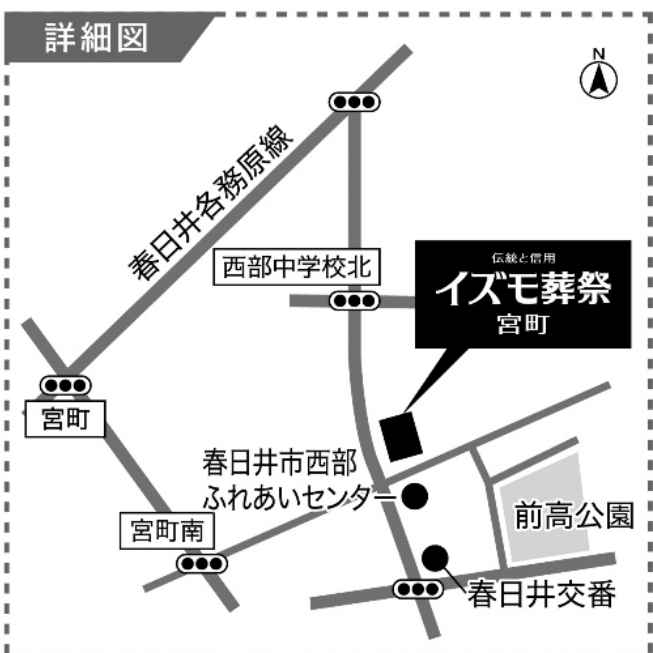 詳細図
N
春日井各務原線
西部中学校北
伝統と信用
イズモ葬祭
宮町
宮町
春日井市西部
ふれあいセンター
宮町南
前高公園
春日井交番